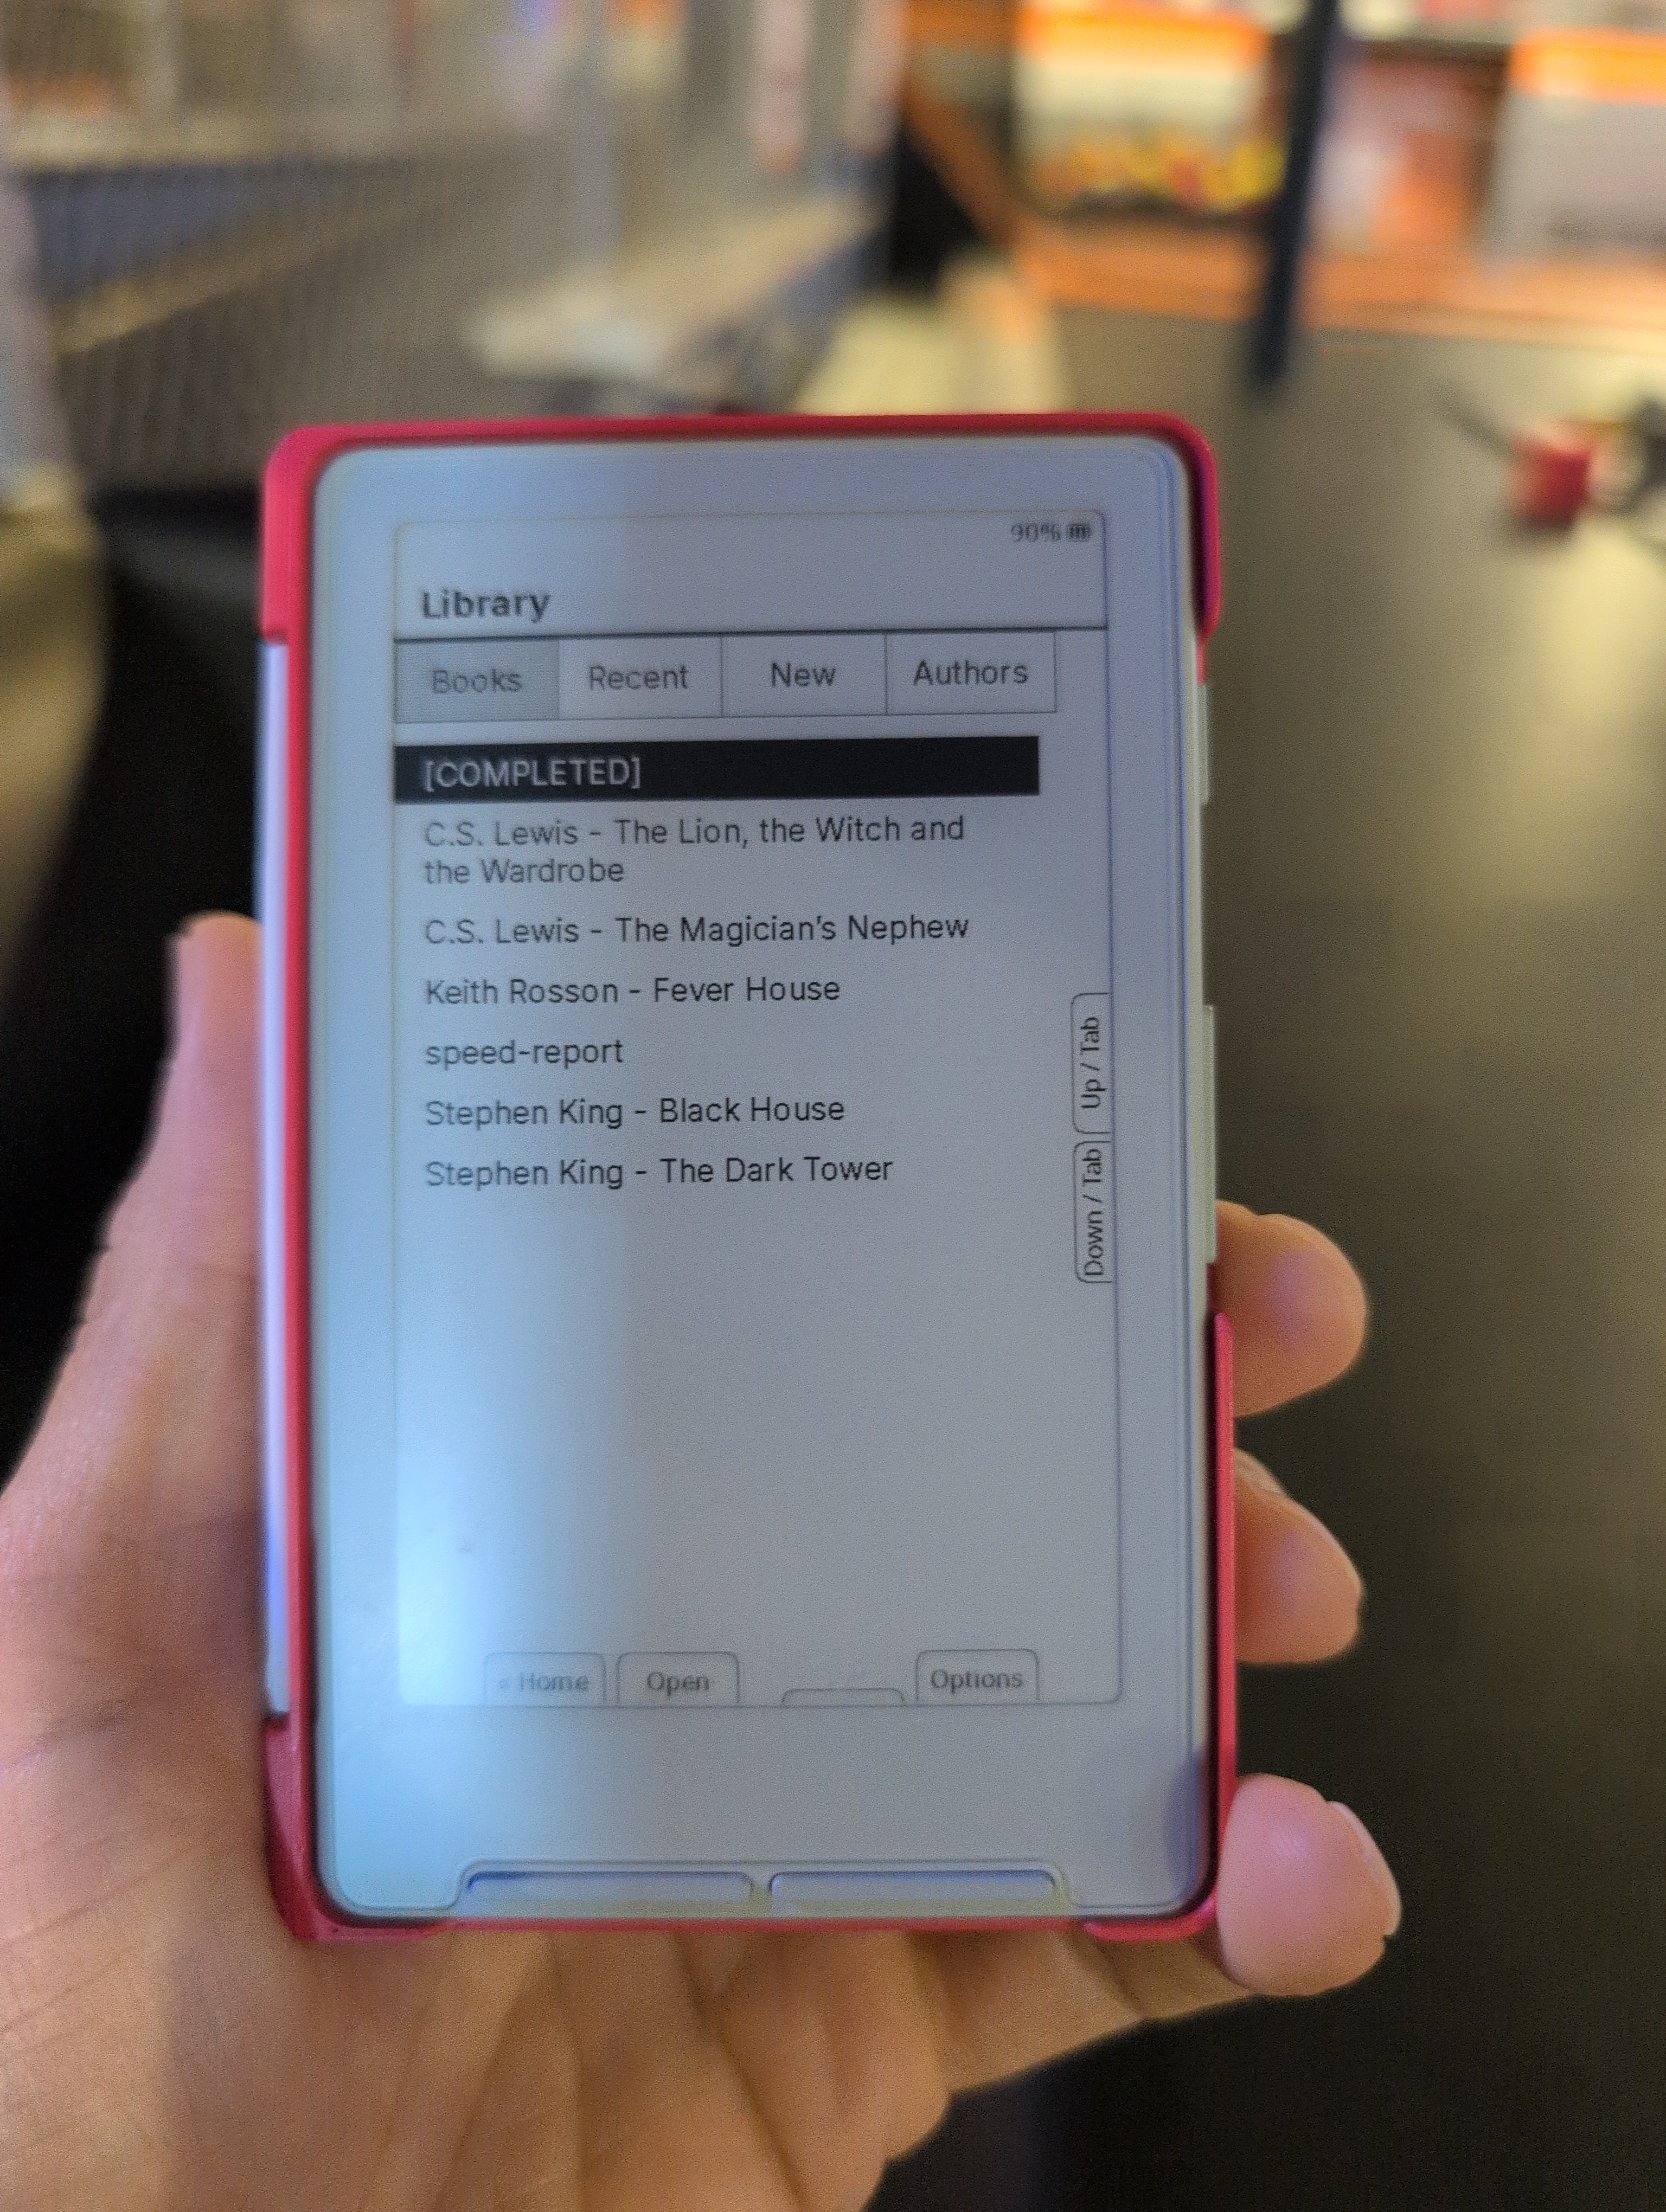 90%
Library
Books Recent New Authors
[COMPLETED]
C.S. Lewis - The Lion, the Witch and
the Wardrobe
C.S. Lewis - The Magician's Nephew
Keith Rosson - Fever House
speed-report
Stephen King - Black House
Stephen King - The Dark Tower
Up / Tab
Down / Tab
« Home Open Options